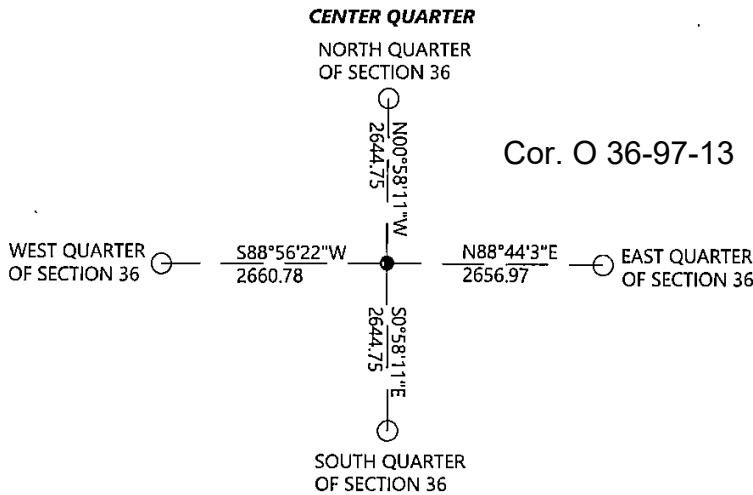 CENTER QUARTER
NORTH QUARTER
OF SECTION 36
N00°58'11"W
2644.75
Cor. O 36-97-13
WEST QUARTER
OF SECTION 36
S88°56'22"W
2660.78
N88°44'3"E
2656.97
EAST QUARTER
OF SECTION 36
S0°58'11"E
2644.75
SOUTH QUARTER
OF SECTION 36